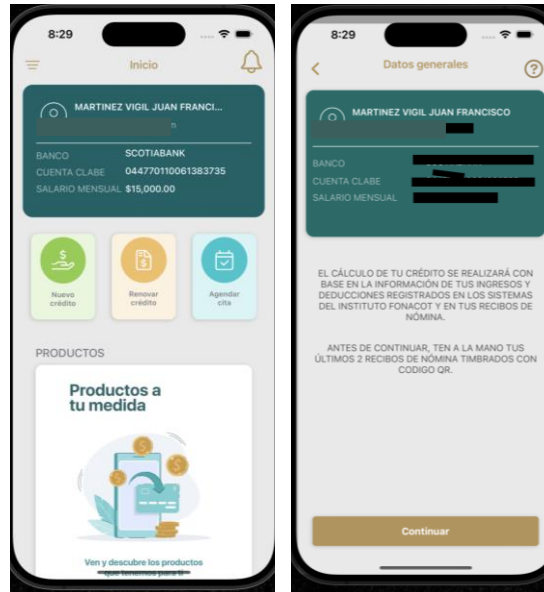 8:29
Inicio
MARTINEZ VIGIL JUAN FRANCI...
BANCO SCOTIABANK
CUENTA CLABE 044770110061383735
SALARIO MENSUAL $15,000.00
Nuevo
crédito
Renovar
crédito
Agendar
cita
PRODUCTOS
Productos a
tu medida
Ven y descubre los productos
que tenemos para ti
8:29
Datos generales
?
MARTINEZ VIGIL JUAN FRANCISCO
BANCO
CUENTA CLABE
SALARIO MENSUAL
EL CÁLCULO DE TU CRÉDITO SE REALIZARÁ CON
BASE EN LA INFORMACIÓN DE TUS INGRESOS Y
DEDUCCIONES REGISTRADOS EN LOS SISTEMAS
DEL INSTITUTO FONACOT Y EN TUS RECIBOS DE
NÓMINA.
ANTES DE CONTINUAR, TEN A LA MANO TUS
ÚLTIMOS 2 RECIBOS DE NÓMINA TIMBRADOS CON
CODIGO QR.
Continuar